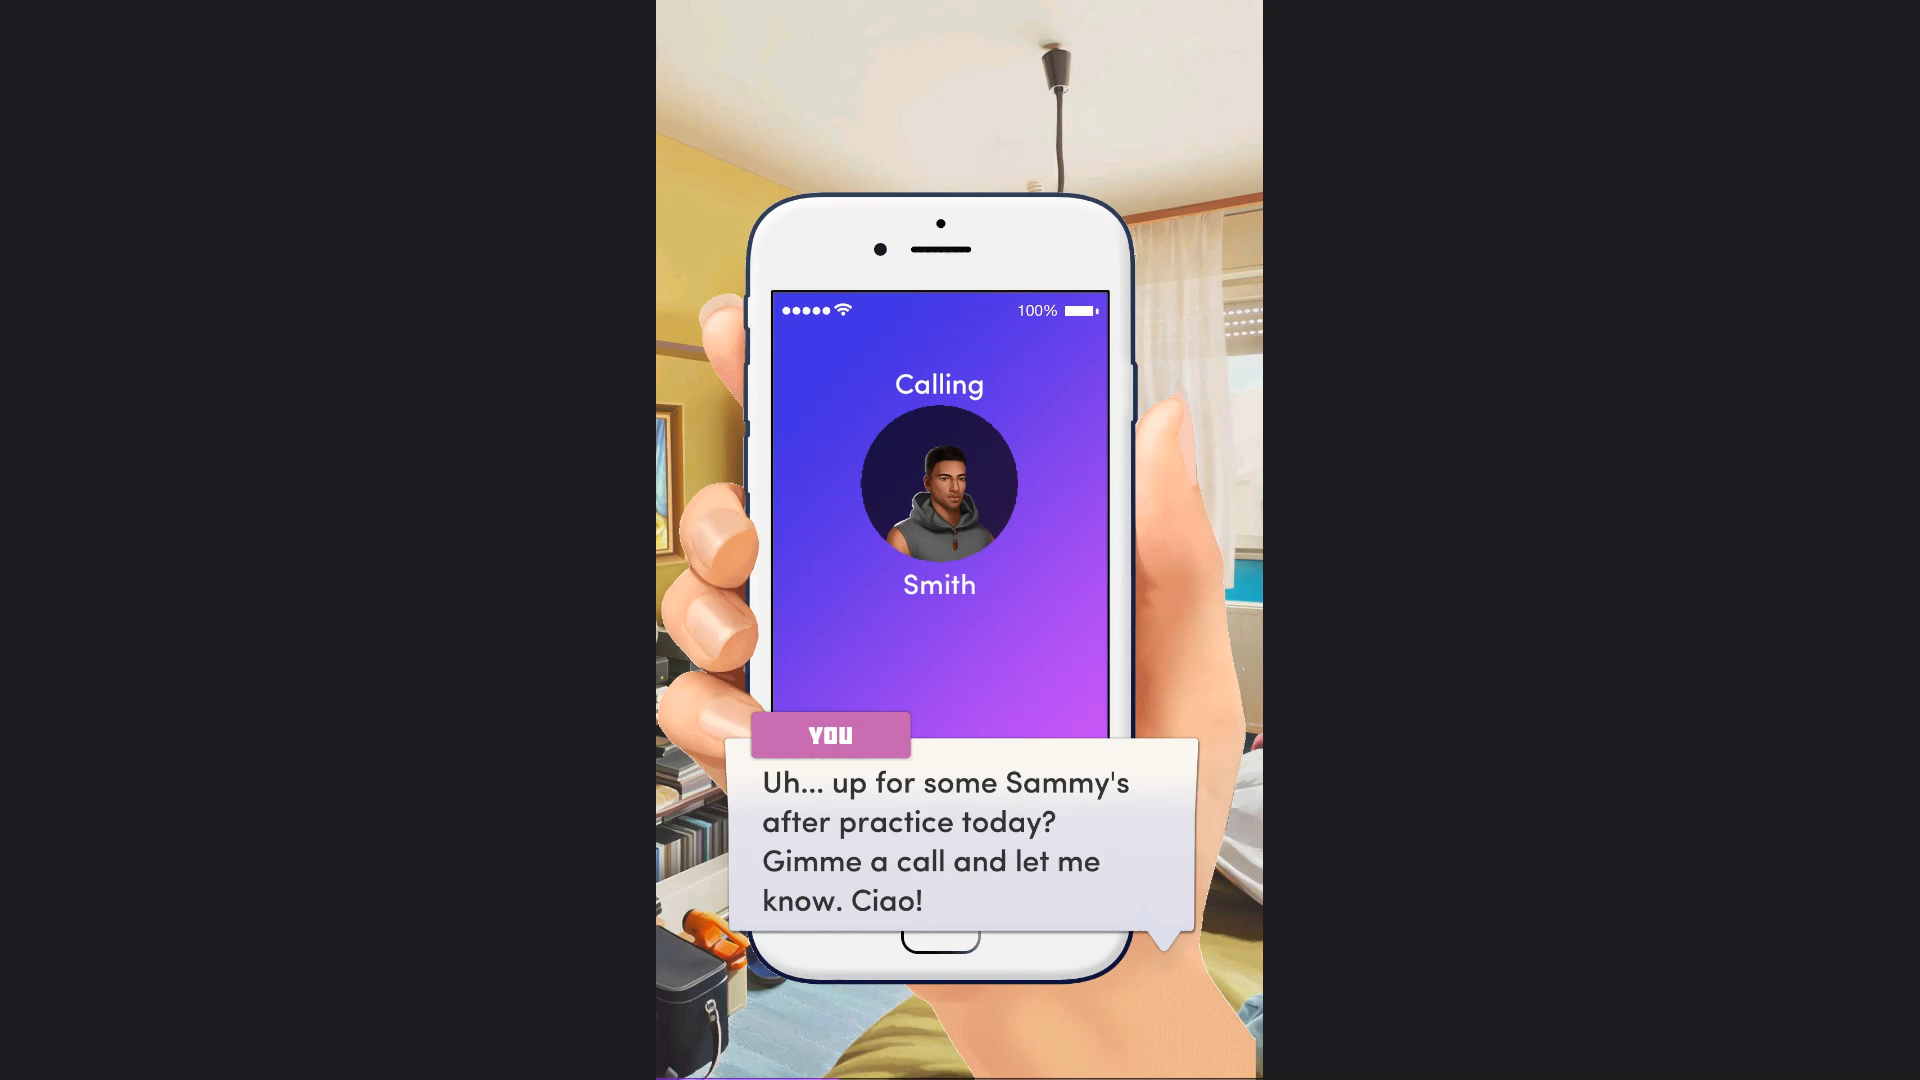 100%
Calling
Smith
YOU
Uh... up for some Sammy's
after practice today?
Gimme a call and let me
know. Ciao!